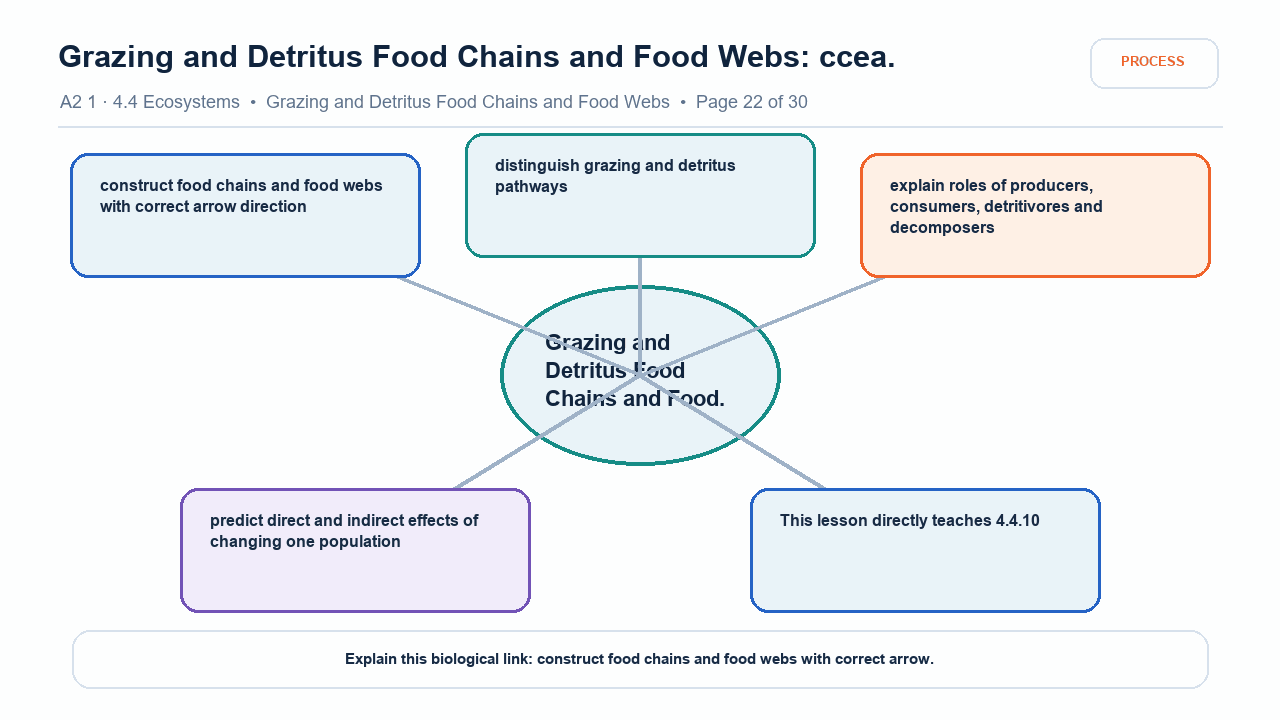 Grazing and Detritus Food Chains and Food Webs: ccea.
PROCESS
A2 1 · 4.4 Ecosystems • Grazing and Detritus Food Chains and Food Webs • Page 22 of 30
construct food chains and food webs
with correct arrow direction
distinguish grazing and detritus
pathways
explain roles of producers,
consumers, detritivores and
decomposers
Grazing and
Detritus Food
Chains and Food.
predict direct and indirect effects of
changing one population
This lesson directly teaches 4.4.10
Explain this biological link: construct food chains and food webs with correct arrow.